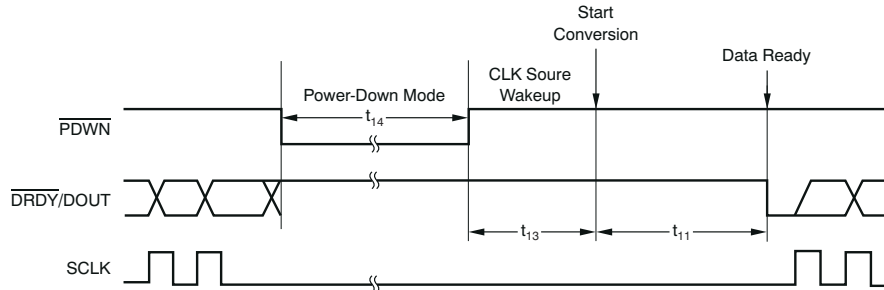 Start
Conversion
Data Ready
CLK Soure
Wakeup
Power-Down Mode
t14
PDWN
DRDY/DOUT
t13
t11
SCLK